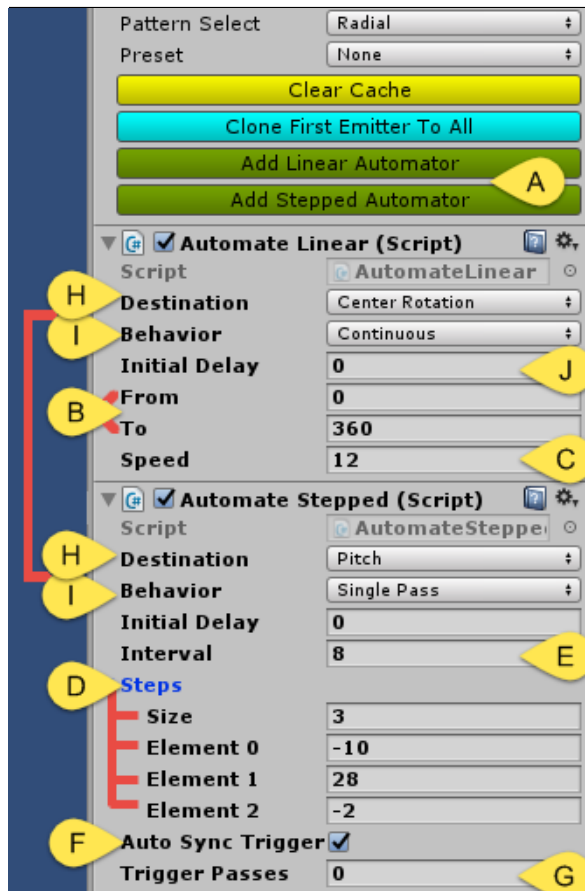 Pattern Select Radial
Preset None
Clear Cache
Clone First Emitter To All
Add Linear Automator
A
Add Stepped Automator
Automate Linear (Script)
Script AutomateLinear
H Destination Center Rotation
I Behavior Continuous
Initial Delay 0 J
B From 0
To 360
Speed 12 C
Automate Stepped (Script)
Script AutomateStepped
H Destination Pitch
I Behavior Single Pass
Initial Delay 0
Interval 8 E
D Steps
Size 3
Element 0 -10
Element 1 28
Element 2 -2
F Auto Sync Trigger
Trigger Passes 0 G